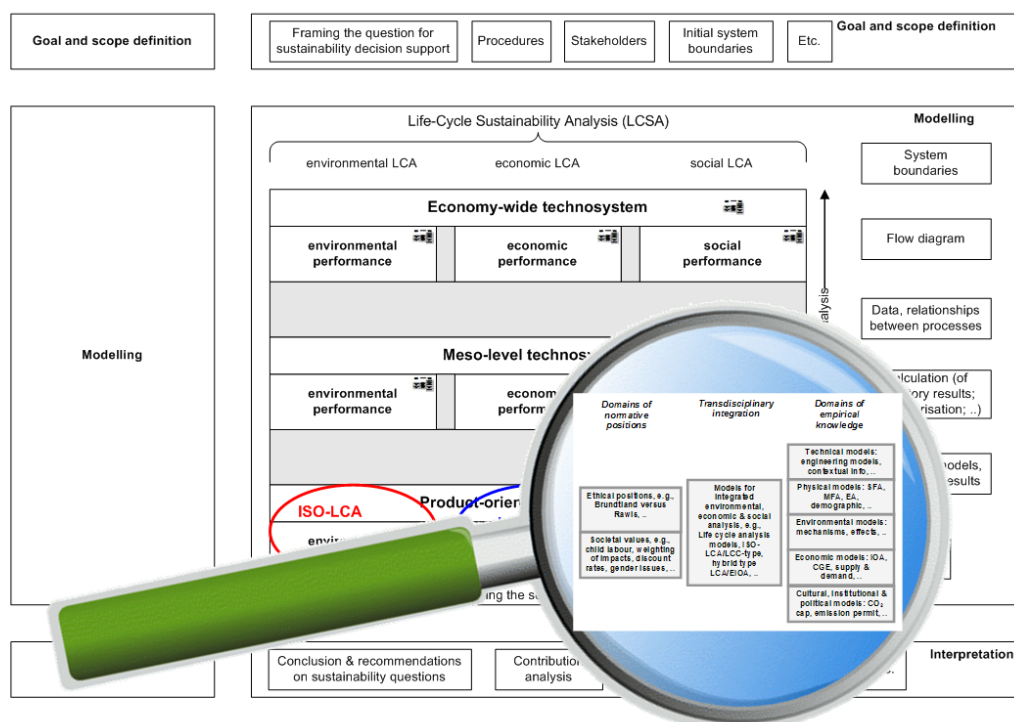 Goal and scope definition
Framing the question for
sustainability decision support
Procedures
Stakeholders
Initial system
boundaries
Etc.
Goal and scope definition
Modelling
Life-Cycle Sustainability Analysis (LCSA)
environmental LCA
economic LCA
social LCA
Economy-wide technosystem
environmental
performance
economic
performance
social
performance
Meso-level
environmental
performance
ISO-LCA
Modelling
System
boundaries
Flow diagram
Data, relationships
between processes
(of
results;
..)
results
Domains of
normative
positions
Ethical positions, e.g.,
Brundtland versus
Rawls, ..
Societal values, e.g.,
child labour, weighting
of impacts, discount
rates, gender issues, ..
Transdisciplinary
integration
Models for
integrated
environmental,
economic & social
analysis, e.g.,
Life cycle analysis
models, ISO-
LCA/LCC-type,
hybrid type
LCA/EIOA, ..
Domains of
empirical
knowledge
Technical models:
engineering models,
contextual info, ..
Physical models: SFA,
MFA, EA,
demographic, ..
Environmental models:
mechanisms, effects, ..
Economic models: IOA,
CGE, supply &
demand, ..
Cultural, institutional &
political models: CO₂
cap, emission permit, ..
the
Conclusion & recommendations
on sustainability questions
Contribution
analysis
Interpretation